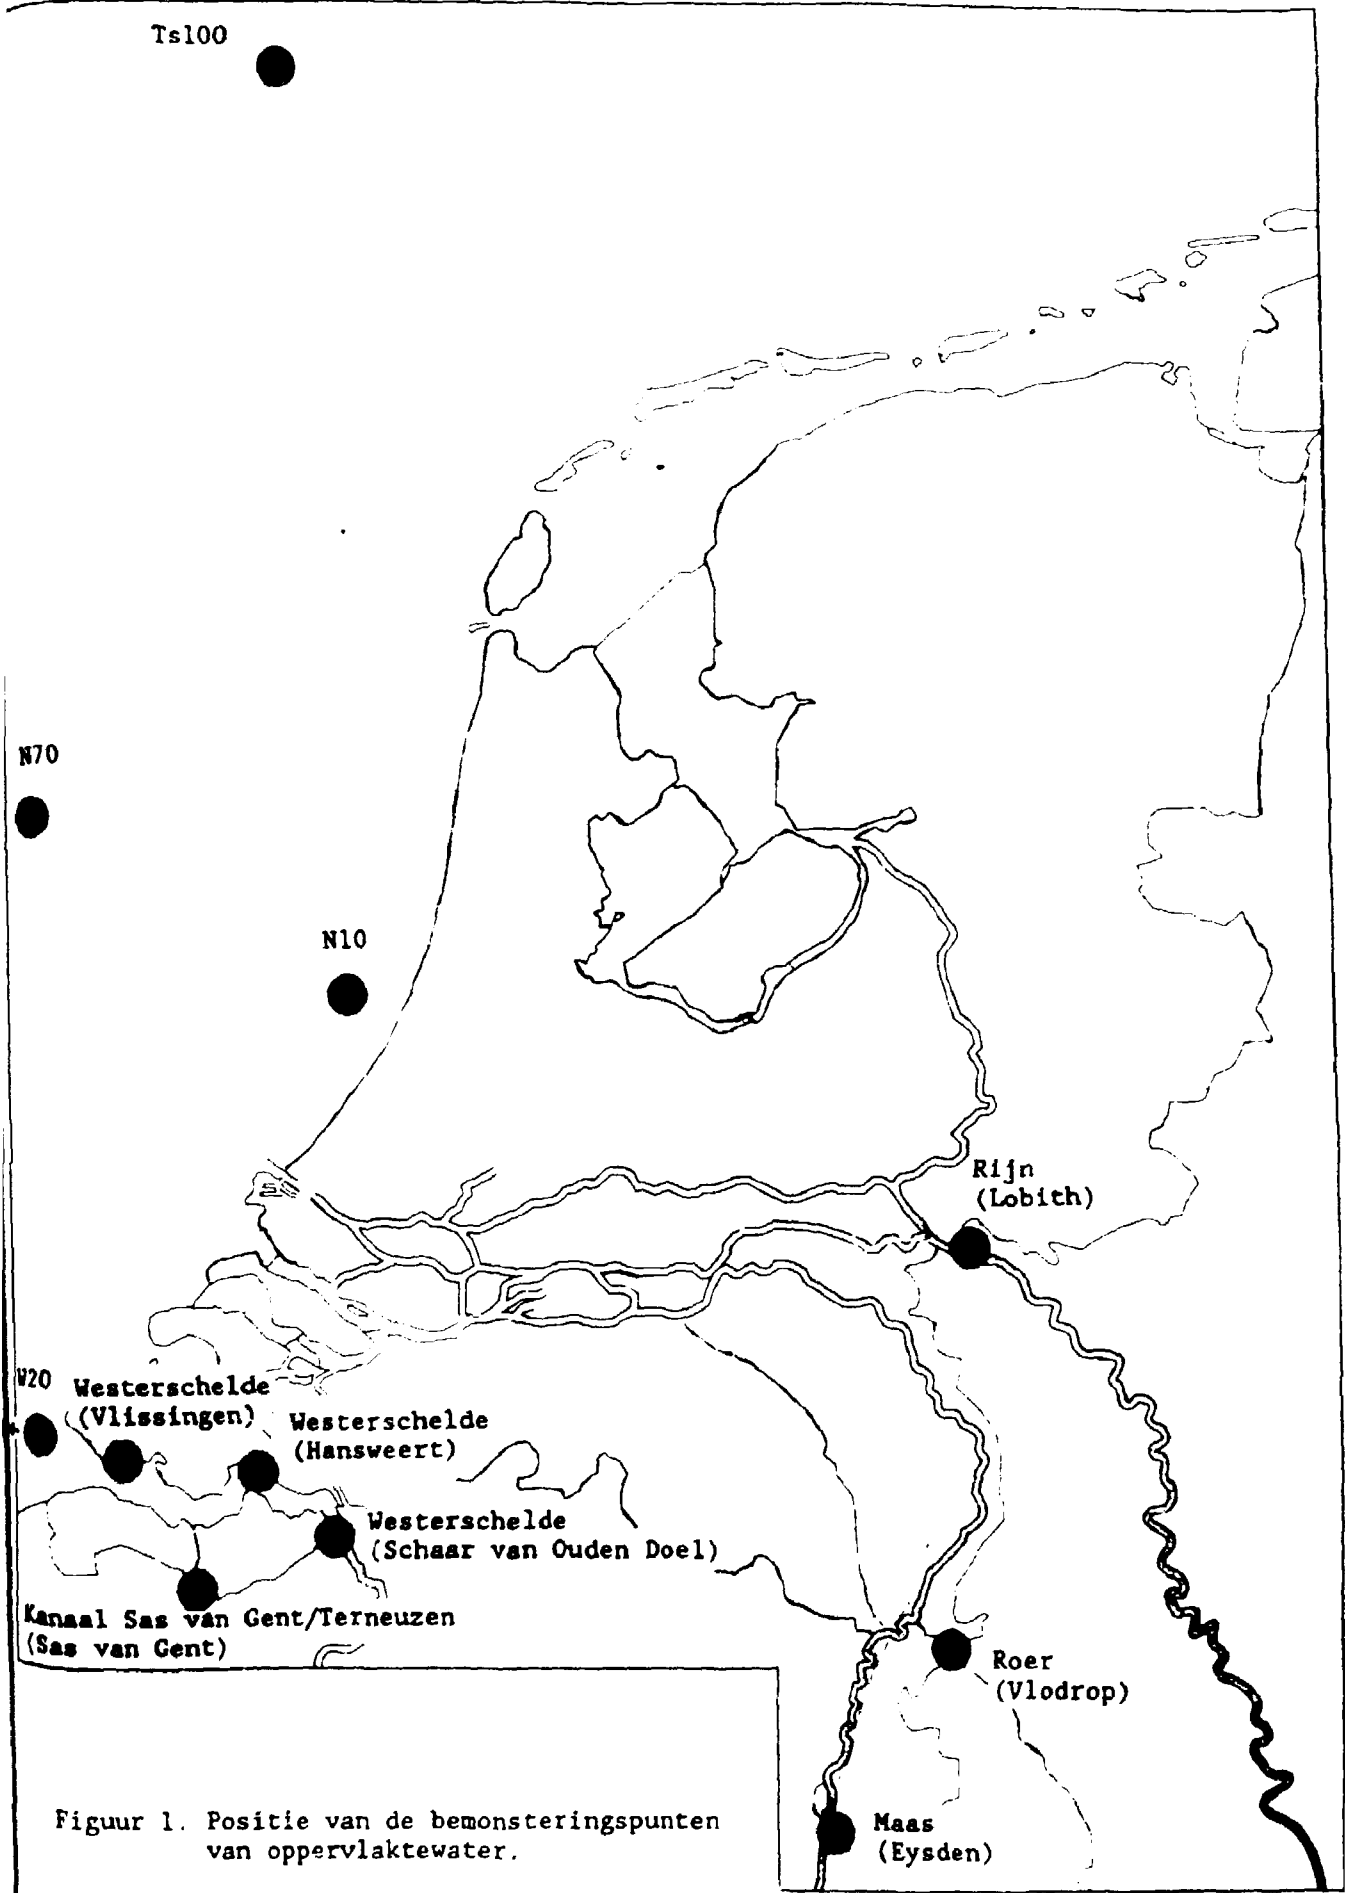 Ts100
N70
N10
Rijn
(Lobith)
W20
Westerschelde
(Vlissingen)
Westerschelde
(Hansweert)
Westerschelde
(Schaar van Ouden Doel)
Kanaal Sas van Gent/Terneuzen
(Sas van Gent)
Roer
(Vlodrop)
Maas
(Eysden)
Figuur 1. Positie van de bemonsteringspunten
van oppervlaktewater.